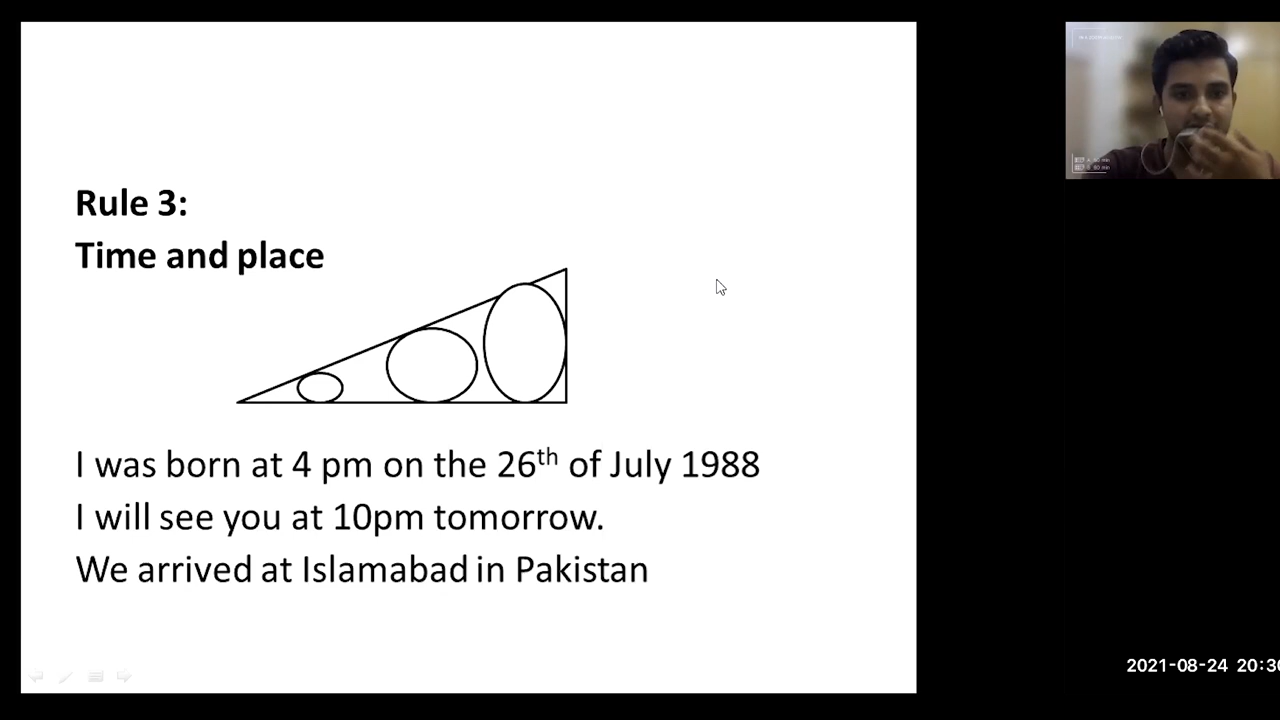 Rule 3:
Time and place
I was born at 4 pm on the 26th of July 1988
I will see you at 10pm tomorrow.
We arrived at Islamabad in Pakistan
2021-08-24 20:30